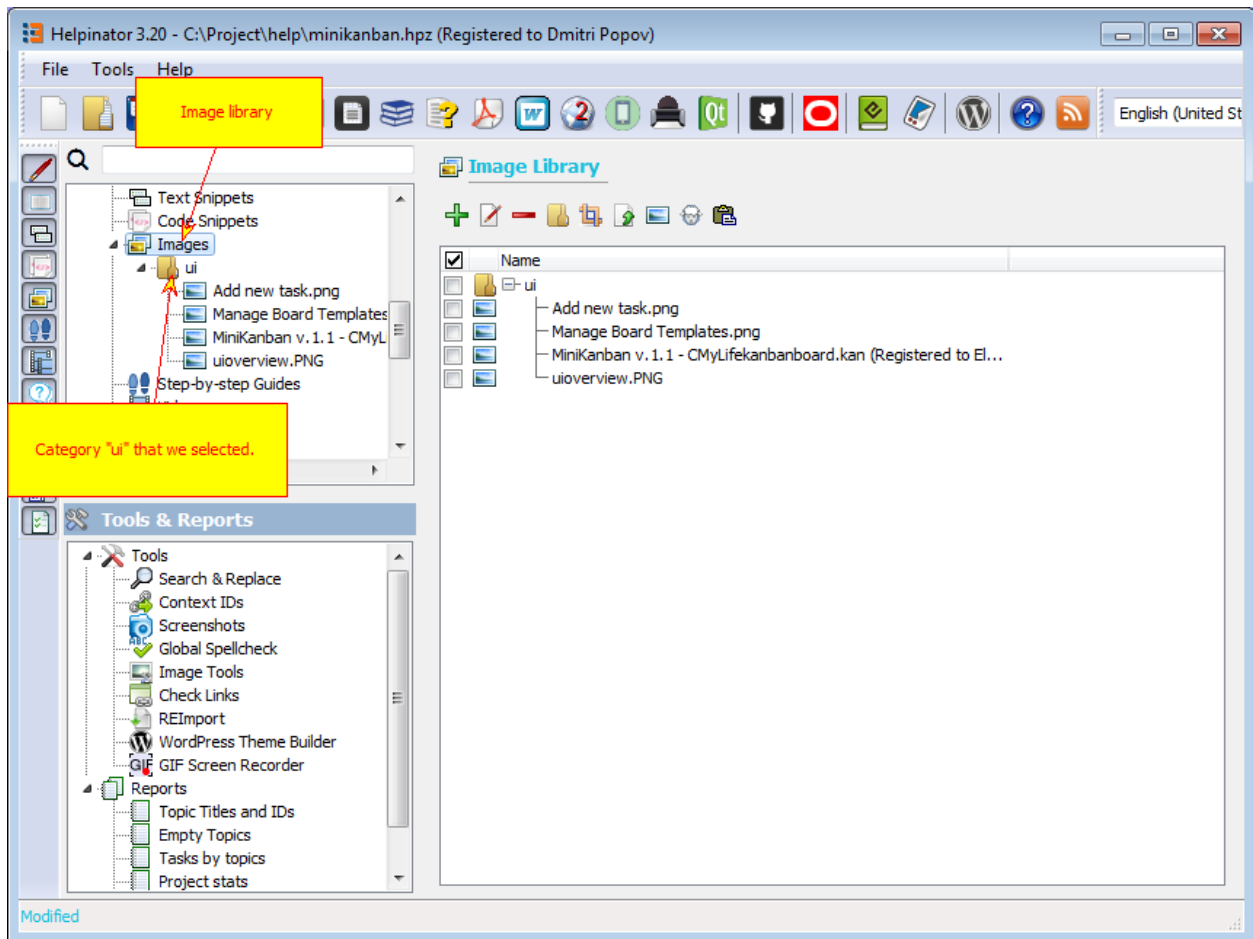 Helpinator 3.20 - C:\Project\help\minikanban.hpz (Registered to Dmitri Popov)
File Tools Help
Image library
English (United St
Image Library
Text Snippets
Code Snippets
Images
ui
Add new task.png
Manage Board Templates
MiniKanban v.1.1 - CMyL
uioverview.PNG
Step-by-step Guides
Category "ui" that we selected.
Name
ui
Add new task.png
Manage Board Templates.png
MiniKanban v.1.1 - CMyLifekanbanboard.kan (Registered to El...
uioverview.PNG
Tools & Reports
Tools
Search & Replace
Context IDs
Screenshots
Global Spellcheck
Image Tools
Check Links
REImport
WordPress Theme Builder
GIF Screen Recorder
Reports
Topic Titles and IDs
Empty Topics
Tasks by topics
Project stats
Modified